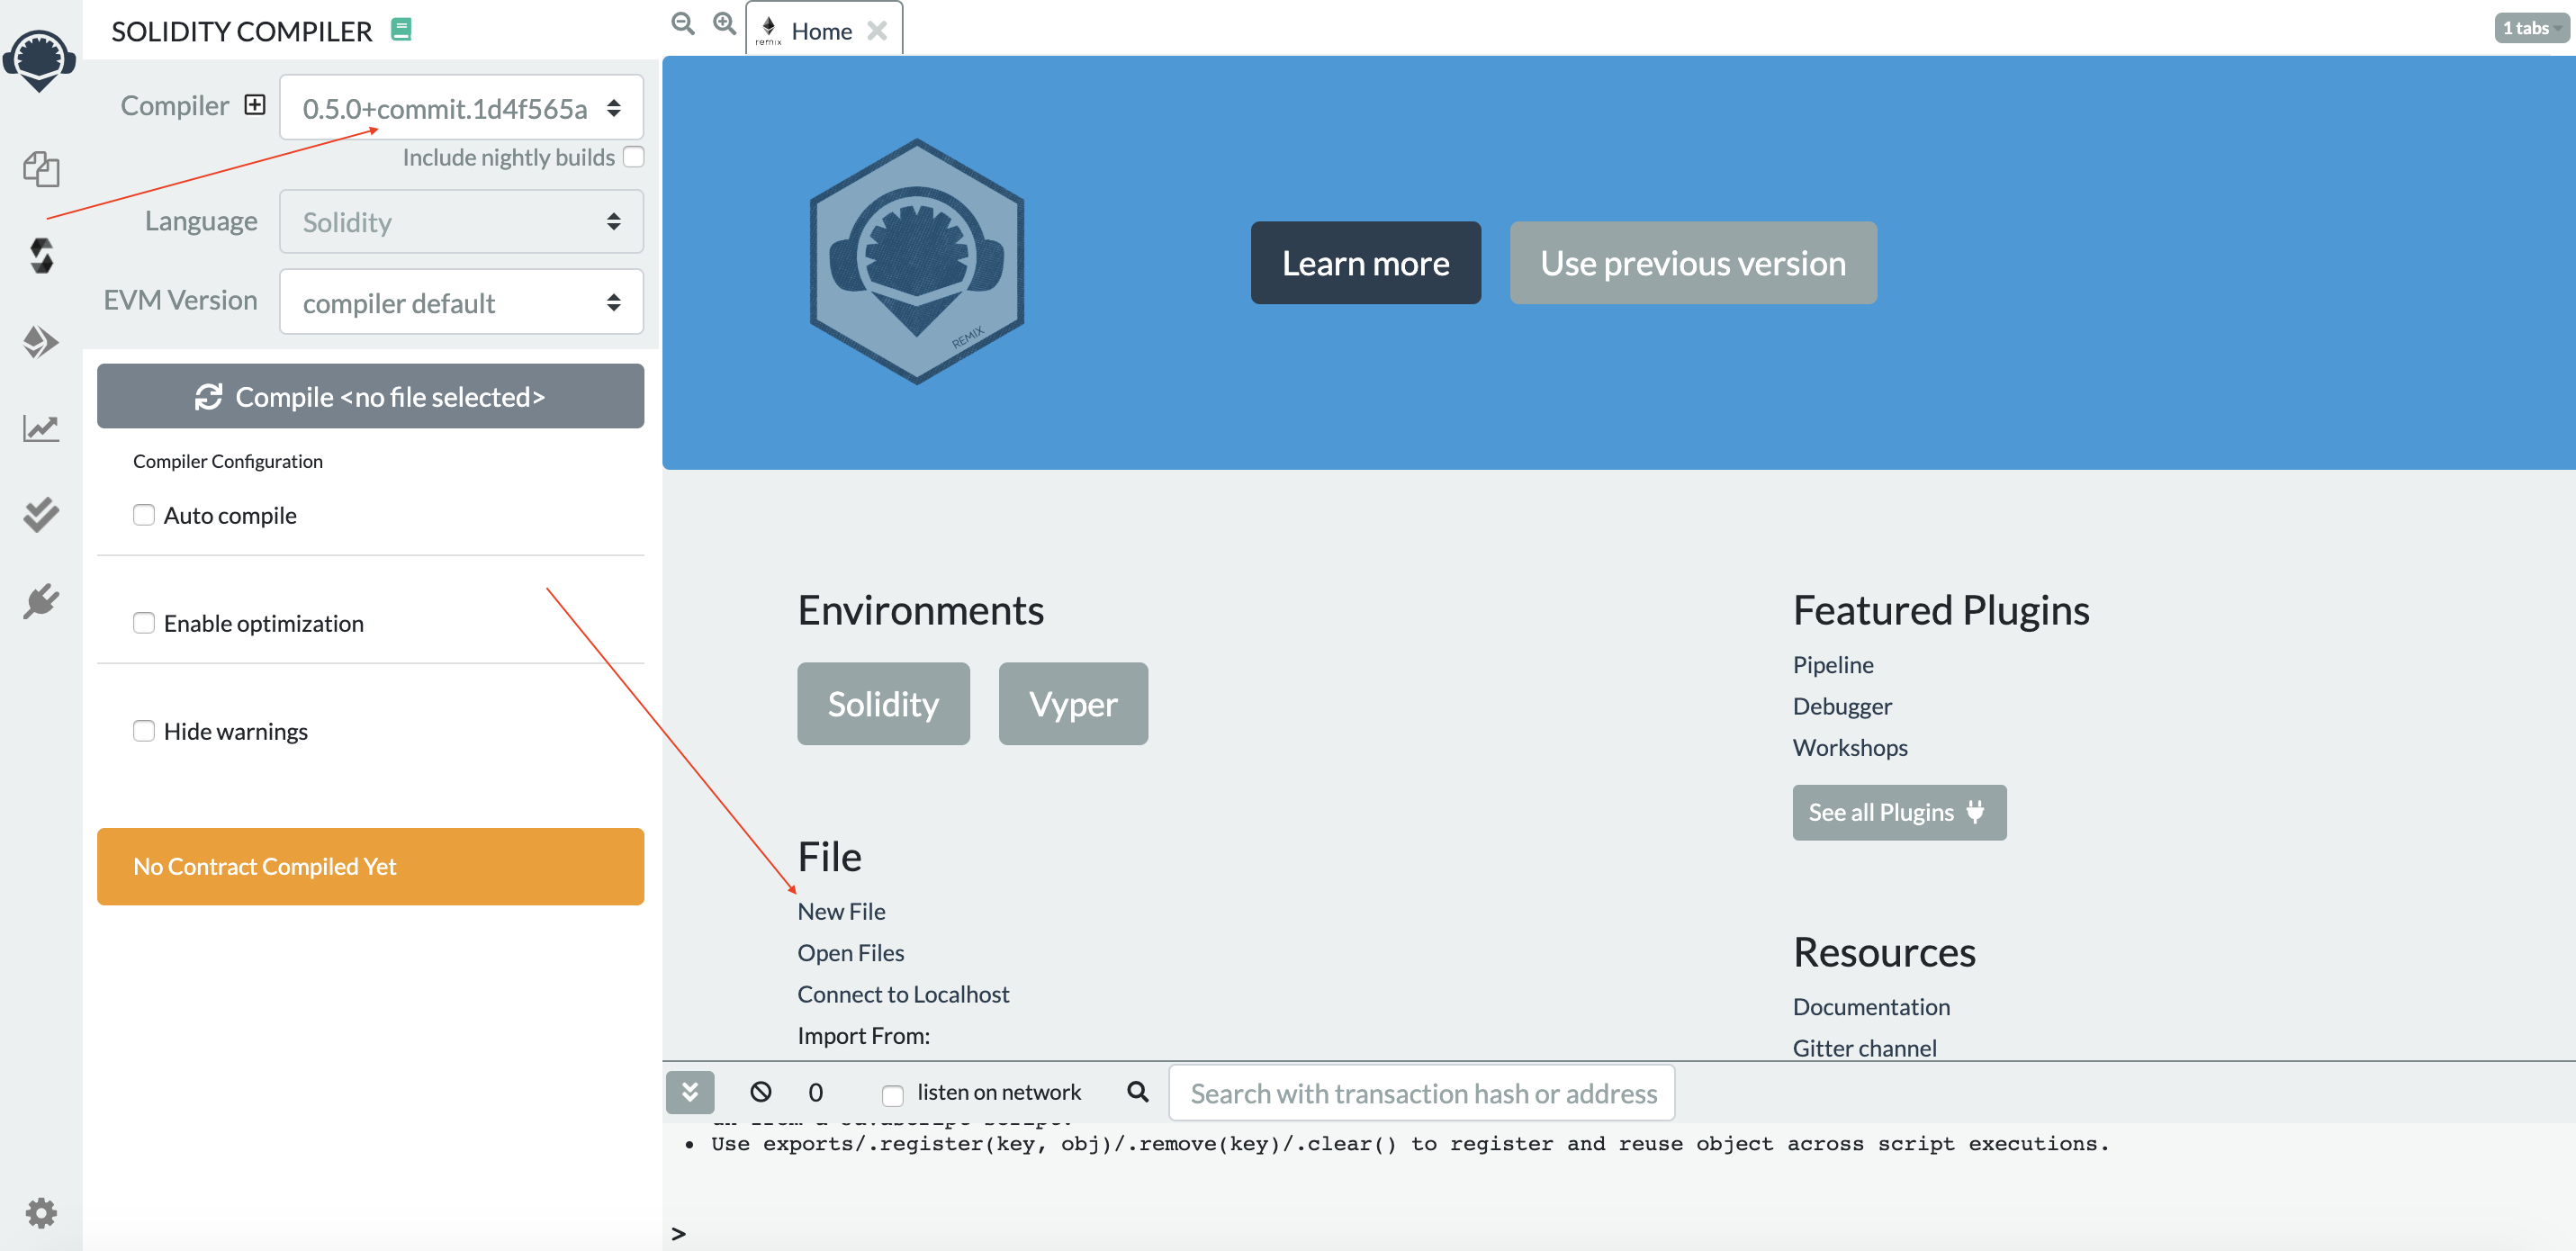 SOLIDITY COMPILER
Compiler
0.5.0+commit.1d4f565a
Include nightly builds
Language
Solidity
EVM Version
compiler default
Compile <no file selected>
Compiler Configuration
Auto compile
Enable optimization
Hide warnings
No Contract Compiled Yet
remix
Home
1 tabs
REMIX
Learn more
Use previous version
Environments
Solidity
Vyper
File
New File
Open Files
Connect to Localhost
Import From:
Featured Plugins
Pipeline
Debugger
Workshops
See all Plugins
Resources
Documentation
Gitter channel
0
listen on network
Search with transaction hash or address
• Use exports/.register(key, obj)/.remove(key)/.clear() to register and reuse object across script executions.
>